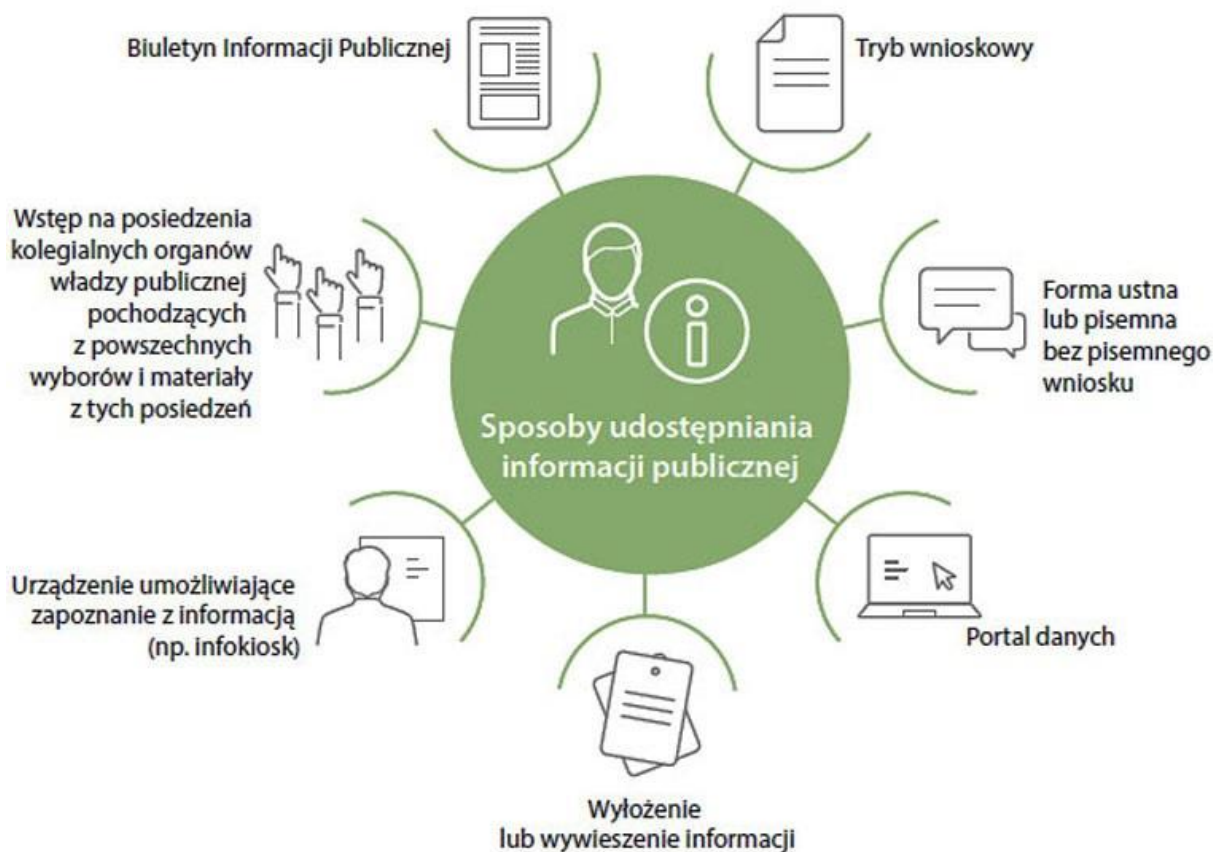 Biuletyn Informacji Publicznej
Tryb wnioskowy
Wstęp na posiedzenia
kolegialnych organów
władzy publicznej
pochodzących
z powszechnych
wyborów i materiały
z tych posiedzeń
Forma ustna
lub pisemna
bez pisemnego
wniosku
Sposoby udostępniania
informacji publicznej
Urządzenie umożliwiające
zapoznanie z informacją
(np. infokiosk)
Portal danych
Wyłożenie
lub wywieszenie informacji